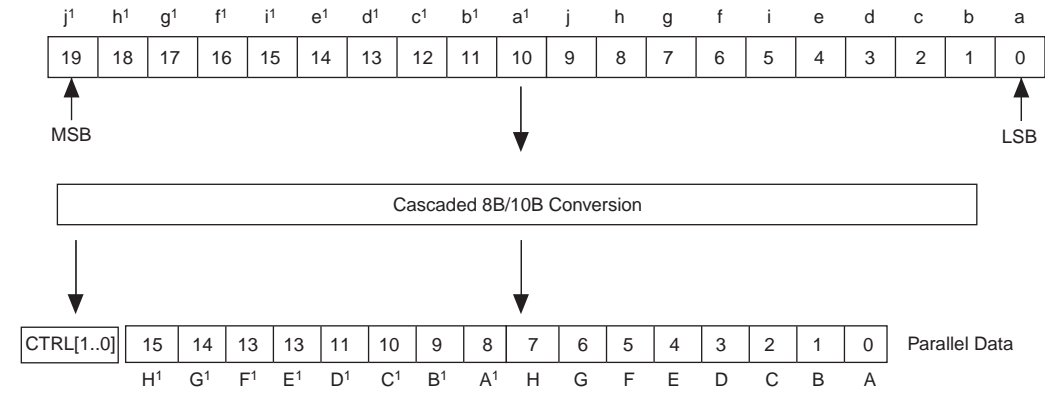 j¹ h¹ g¹ f¹ i¹ e¹ d¹ c¹ b¹ a¹ j h g f i e d c b a
19 18 17 16 15 14 13 12 11 10 9 8 7 6 5 4 3 2 1 0
MSB LSB
Cascaded 8B/10B Conversion
CTRL[1..0] 15 14 13 13 11 10 9 8 7 6 5 4 3 2 1 0 Parallel Data
H¹ G¹ F¹ E¹ D¹ C¹ B¹ A¹ H G F E D C B A